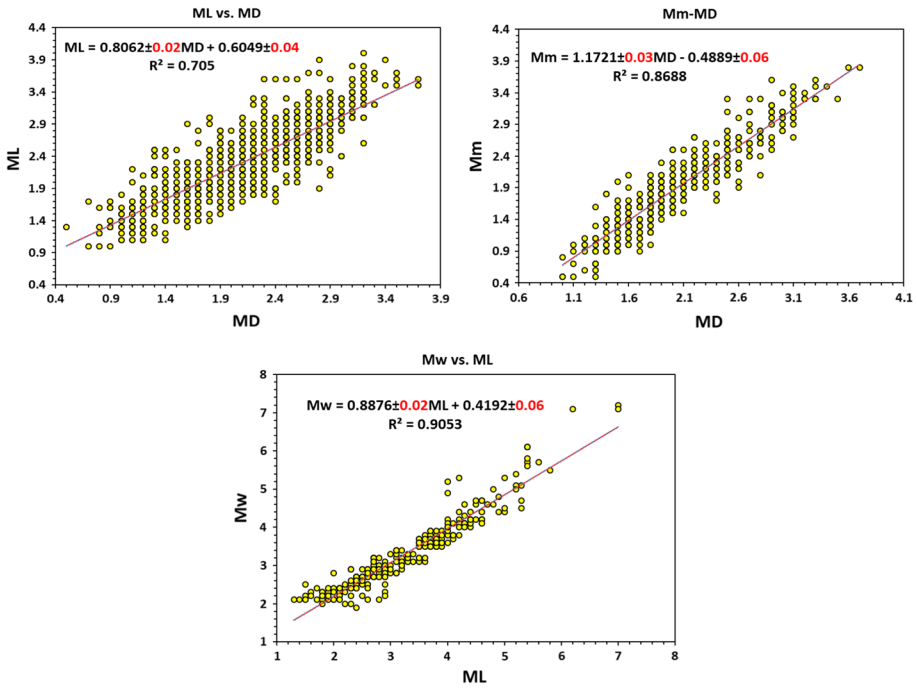 ML vs. MD
ML = 0.8062±0.02MD + 0.6049±0.04
R² = 0.705
4.4
3.9
3.4
2.9
2.4
1.9
1.4
0.9
0.4
ML
0.4 0.9 1.4 1.9 2.4 2.9 3.4 3.9
MD
Mm-MD
Mm = 1.1721±0.03MD - 0.4889±0.06
R² = 0.8688
4.4
3.9
3.4
2.9
2.4
1.9
1.4
0.9
0.4
Mm
0.6 1.1 1.6 2.1 2.6 3.1 3.6 4.1
MD
Mw vs. ML
Mw = 0.8876±0.02ML + 0.4192±0.06
R² = 0.9053
8
7
6
5
4
3
2
1
Mw
1 2 3 4 5 6 7 8
ML